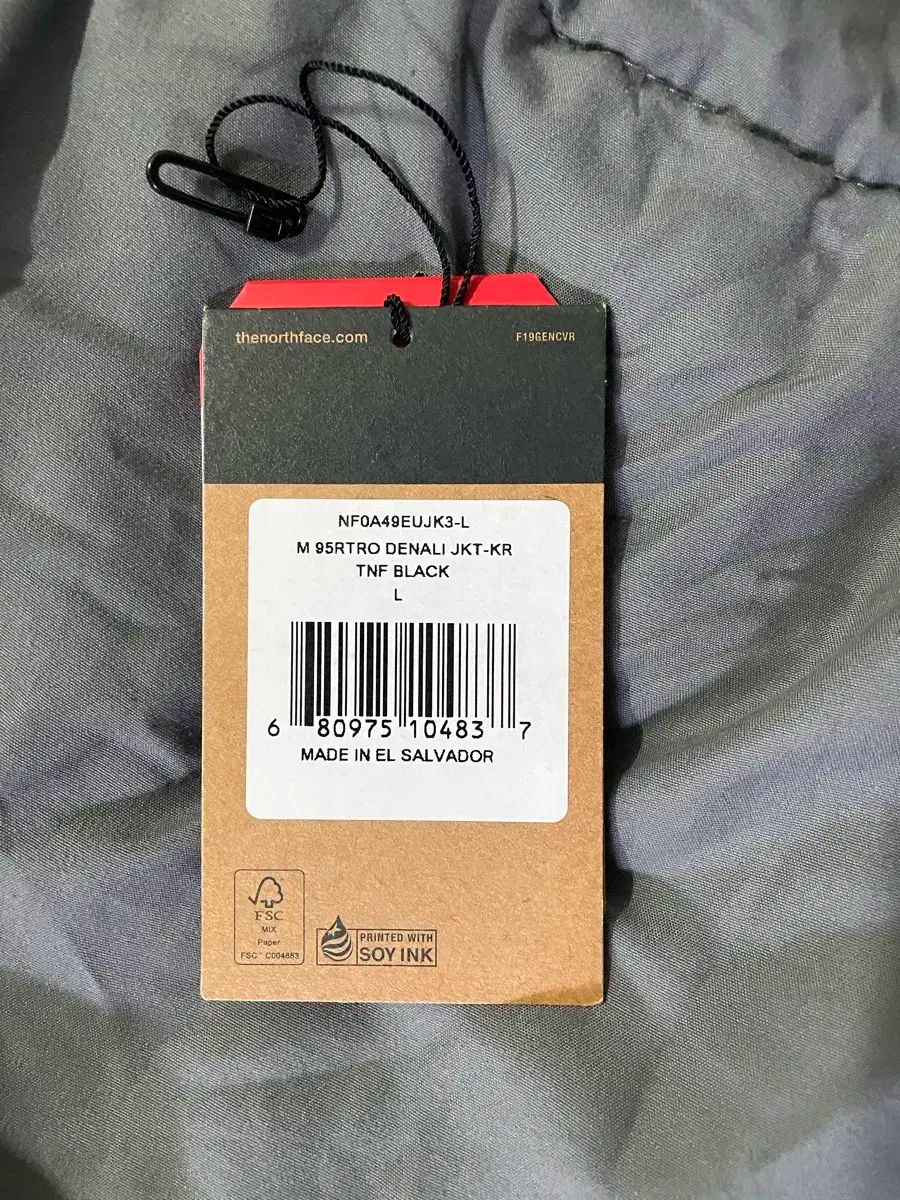 thenorthface.com
F19GENCVR
NF0A49EUJK3-L
M 95RTRO DENALI JKT-KR
TNF BLACK
L
6 80975 10483 7
MADE IN EL SALVADOR
FSC
MIX
Paper
FSC™ C004883
PRINTED WITH
SOY INK